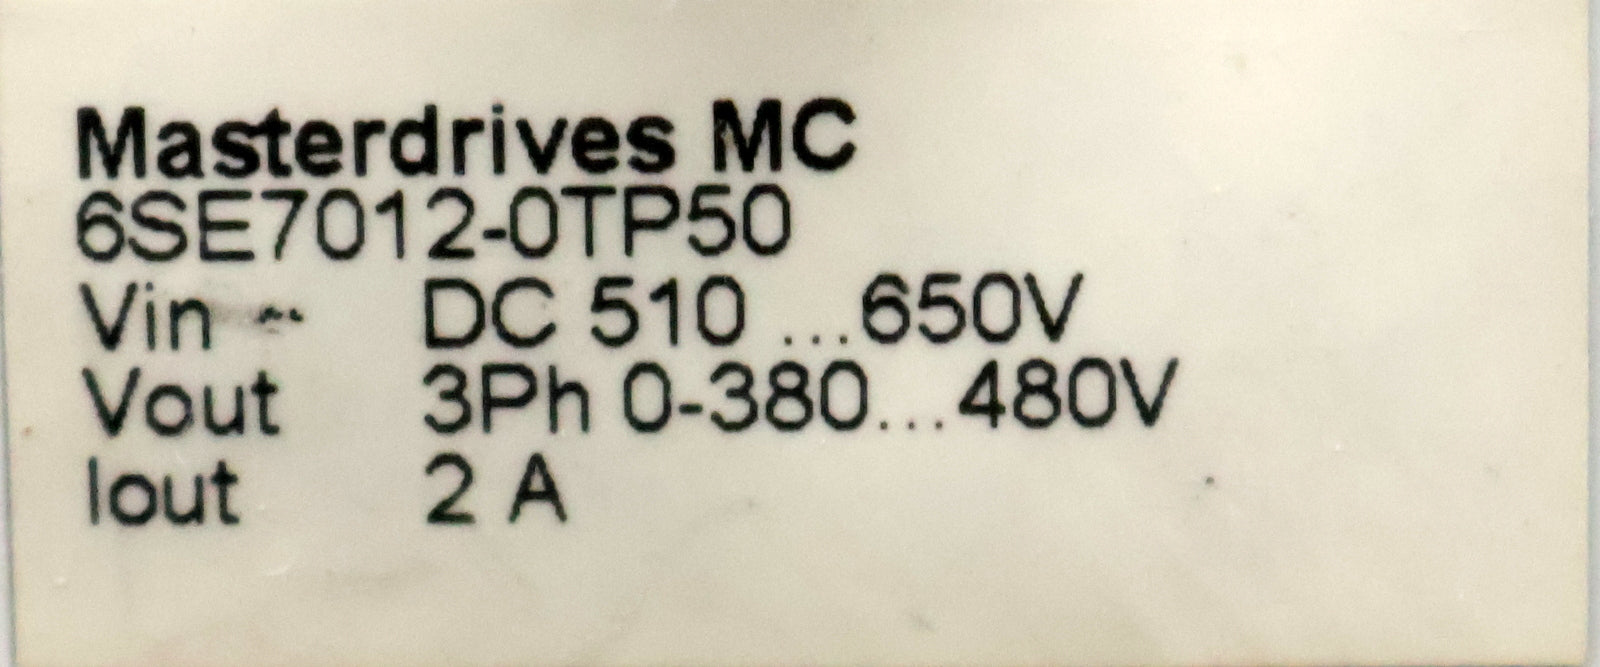 Masterdrives MC
6SE7012-0TP50
Vin DC 510 ...650V
Vout 3Ph 0-380...480V
Iout 2 A